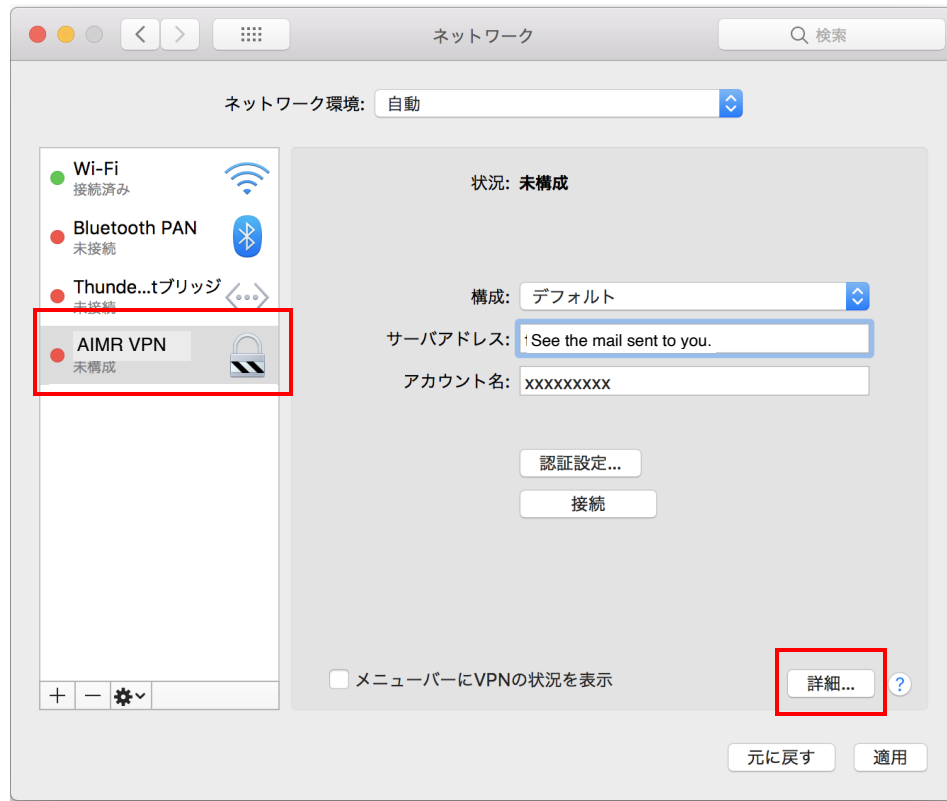 ネットワーク
検索
ネットワーク環境: 自動
Wi-Fi
接続済み
Bluetooth PAN
未接続
Thunde...tブリッジ
未接続
AIMR VPN
未構成
状況: 未構成
構成: デフォルト
サーバアドレス: See the mail sent to you.
アカウント名: xxxxxxxxx
認証設定...
接続
メニューバーにVPNの状況を表示
詳細...
?
元に戻す
適用